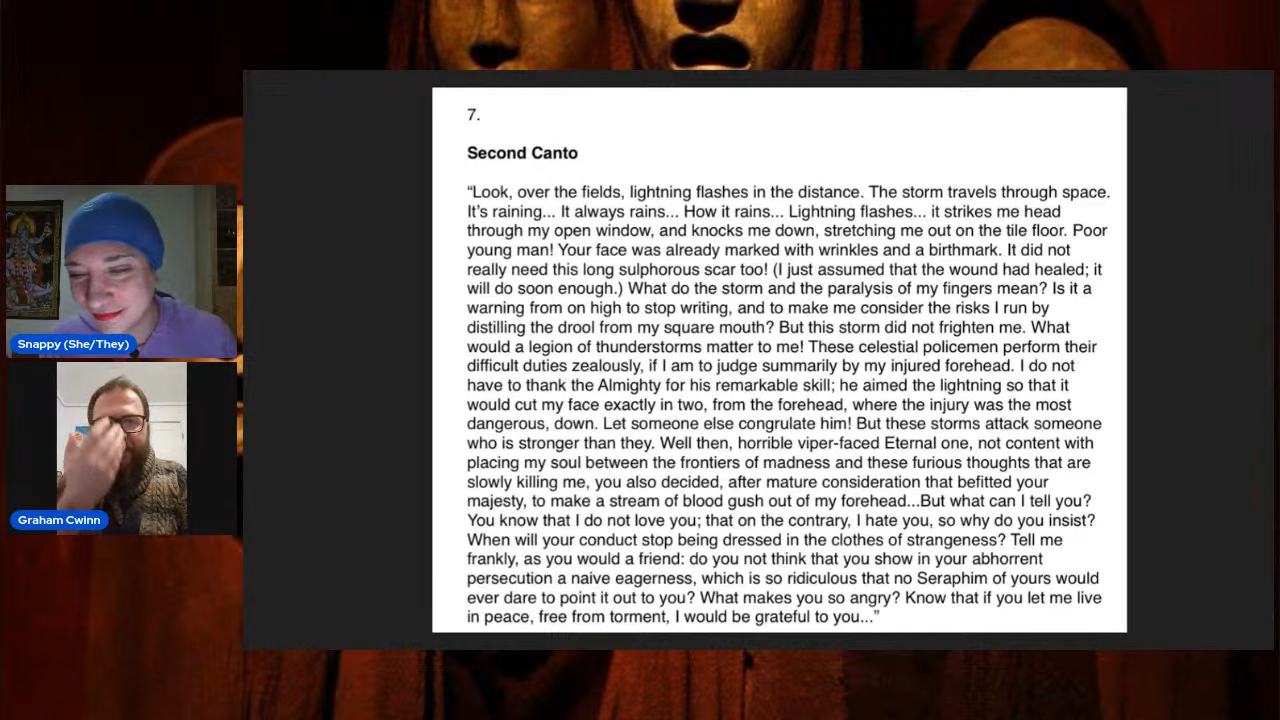 Snappy (She/They)
Graham Cwinn
7.
Second Canto
“Look, over the fields, lightning flashes in the distance. The storm travels through space.
It’s raining... It always rains... How it rains... Lightning flashes... it strikes me head
through my open window, and knocks me down, stretching me out on the tile floor. Poor
young man! Your face was already marked with wrinkles and a birthmark. It did not
really need this long sulphorous scar too! (I just assumed that the wound had healed; it
will do soon enough.) What do the storm and the paralysis of my fingers mean? Is it a
warning from on high to stop writing, and to make me consider the risks I run by
distilling the drool from my square mouth? But this storm did not frighten me. What
would a legion of thunderstorms matter to me! These celestial policemen perform their
difficult duties zealously, if I am to judge summarily by my injured forehead. I do not
have to thank the Almighty for his remarkable skill; he aimed the lightning so that it
would cut my face exactly in two, from the forehead, where the injury was the most
dangerous, down. Let someone else congrulate him! But these storms attack someone
who is stronger than they. Well then, horrible viper-faced Eternal one, not content with
placing my soul between the frontiers of madness and these furious thoughts that are
slowly killing me, you also decided, after mature consideration that befitted your
majesty, to make a stream of blood gush out of my forehead...But what can I tell you?
You know that I do not love you; that on the contrary, I hate you, so why do you insist?
When will your conduct stop being dressed in the clothes of strangeness? Tell me
frankly, as you would a friend: do you not think that you show in your abhorrent
persecution a naive eagerness, which is so ridiculous that no Seraphim of yours would
ever dare to point it out to you? What makes you so angry? Know that if you let me live
in peace, free from torment, I would be grateful to you...”